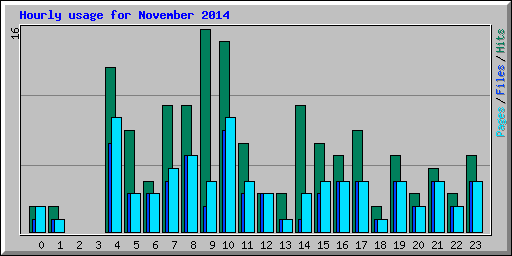 Hourly usage for November 2014
16
Pages/Files/Hits
0 1 2 3 4 5 6 7 8 9 10 11 12 13 14 15 16 17 18 19 20 21 22 23